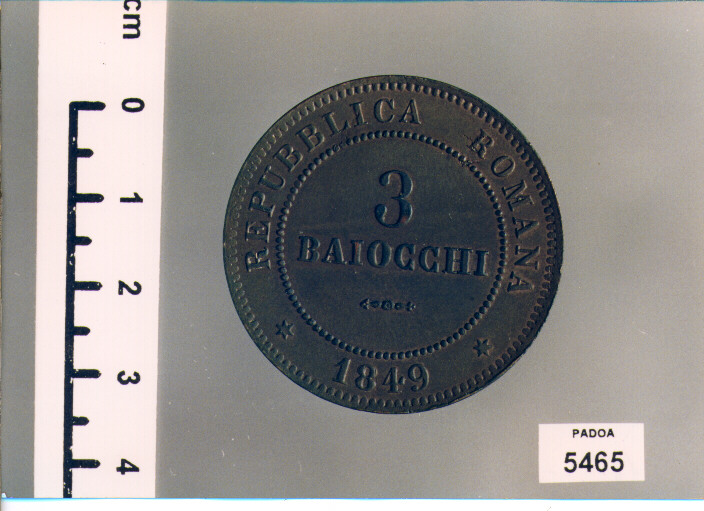 cm
0
1
2
3
4
REPUBBLICA ROMANA
3
BAIOCCHI
1849
PADOA
5465